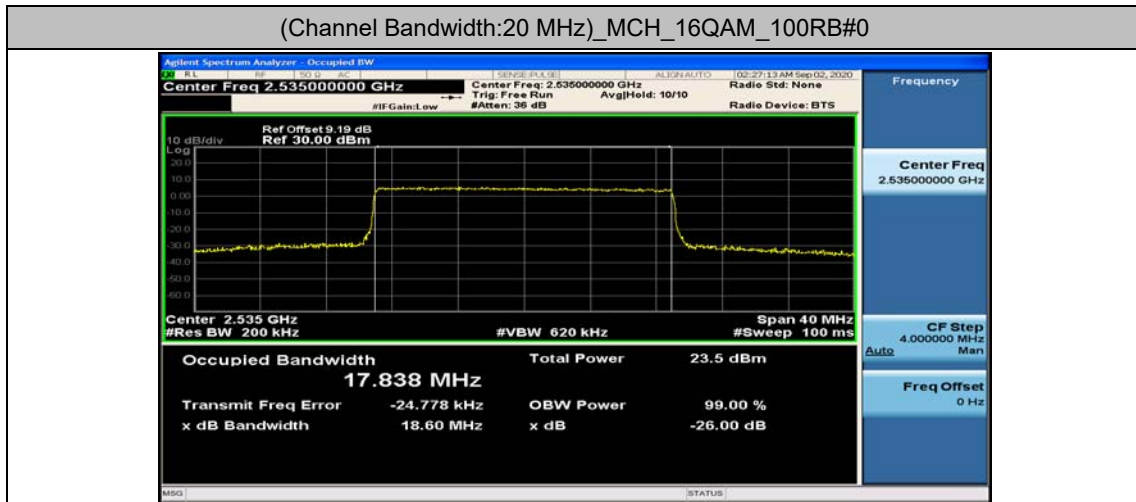 (Channel Bandwidth:20 MHz)_MCH_16QAM_100RB#0
Agilent Spectrum Analyzer - Occupied BW
RL RF 50 Ω AC SENSE:PULSE ALIGN AUTO 02:27:13 AM Sep 02, 2020
Center Freq 2.535000000 GHz Center Freq: 2.535000000 GHz Radio Std: None
Trig: Free Run Avg|Hold: 10/10
#IFGain:Low #Atten: 36 dB Radio Device: BTS
Ref Offset 9.19 dB
10 dB/div Ref 30.00 dBm
Log
20.0
10.0
0.00
-10.0
-20.0
-30.0
-40.0
-50.0
-60.0
Center 2.535 GHz Span 40 MHz
#Res BW 200 kHz #VBW 620 kHz #Sweep 100 ms
Occupied Bandwidth Total Power 23.5 dBm
17.838 MHz
Transmit Freq Error -24.778 kHz OBW Power 99.00 %
x dB Bandwidth 18.60 MHz x dB -26.00 dB
MSG STATUS
Frequency
Center Freq
2.535000000 GHz
CF Step
4.000000 MHz
Auto Man
Freq Offset
0 Hz